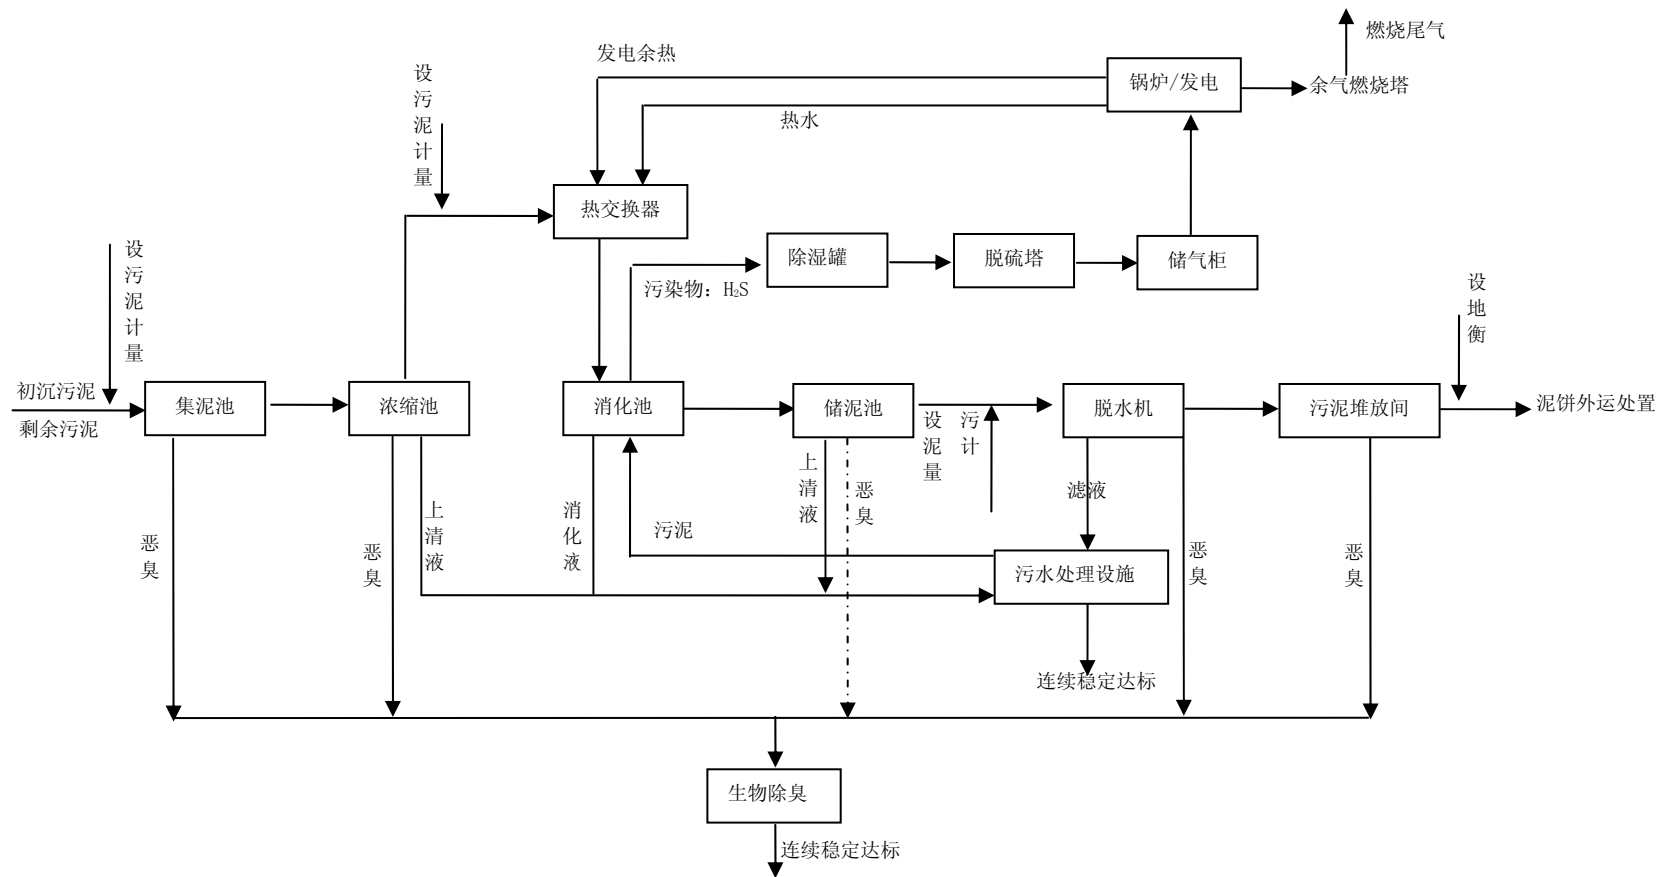 燃烧尾气
发电余热
锅炉/发电
余气燃烧塔
热水
设污泥计量
热交换器
除湿罐
脱硫塔
储气柜
污染物：H₂S
设污泥计量
设地衡
初沉污泥
剩余污泥
集泥池
浓缩池
消化池
储泥池
设污
泥计
量
脱水机
污泥堆放间
泥饼外运处置
恶臭
恶臭
上清液
消化液
污泥
上清液
恶臭
滤液
污水处理设施
恶臭
恶臭
连续稳定达标
生物除臭
连续稳定达标